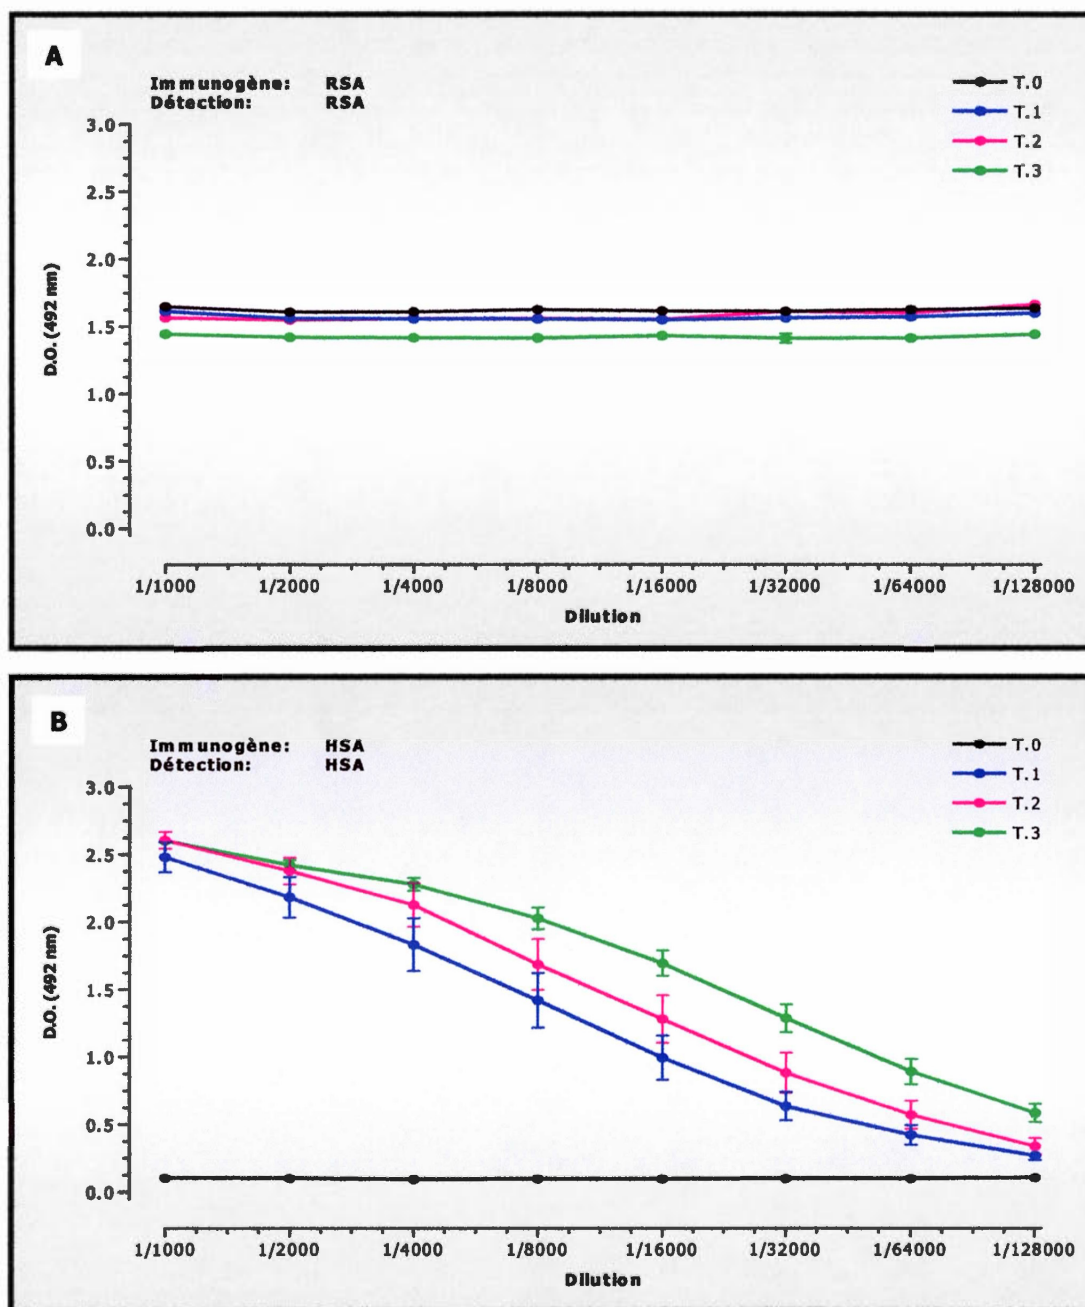 A
Immunogène: RSA
Détection: RSA
T.0
T.1
T.2
T.3
3.0
2.5
2.0
1.5
1.0
0.5
0.0
D.O. (492 nm)
1/1000 1/2000 1/4000 1/8000 1/16000 1/32000 1/64000 1/128000
Dilution
B
Immunogène: HSA
Détection: HSA
T.0
T.1
T.2
T.3
3.0
2.5
2.0
1.5
1.0
0.5
0.0
D.O. (492 nm)
1/1000 1/2000 1/4000 1/8000 1/16000 1/32000 1/64000 1/128000
Dilution